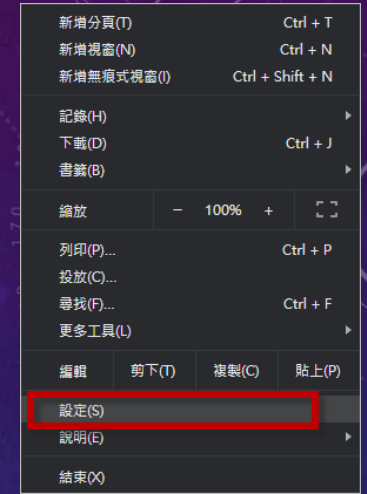 新增分頁(T) Ctrl + T
新增視窗(N) Ctrl + N
新增無痕式視窗(I) Ctrl + Shift + N
記錄(H)
下載(D) Ctrl + J
書籤(B)
縮放 − 100% +
列印(P)... Ctrl + P
投放(C)...
尋找(F)... Ctrl + F
更多工具(L)
編輯 剪下(T) 複製(C) 貼上(P)
設定(S)
說明(E)
結束(X)